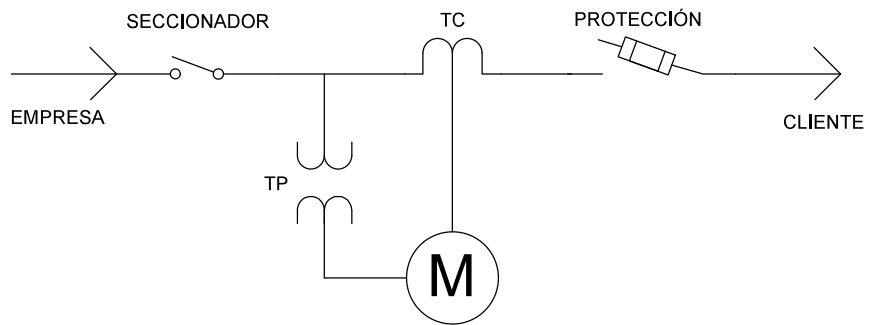 SECCIONADOR
TC
PROTECCIÓN
EMPRESA
CLIENTE
TP
M